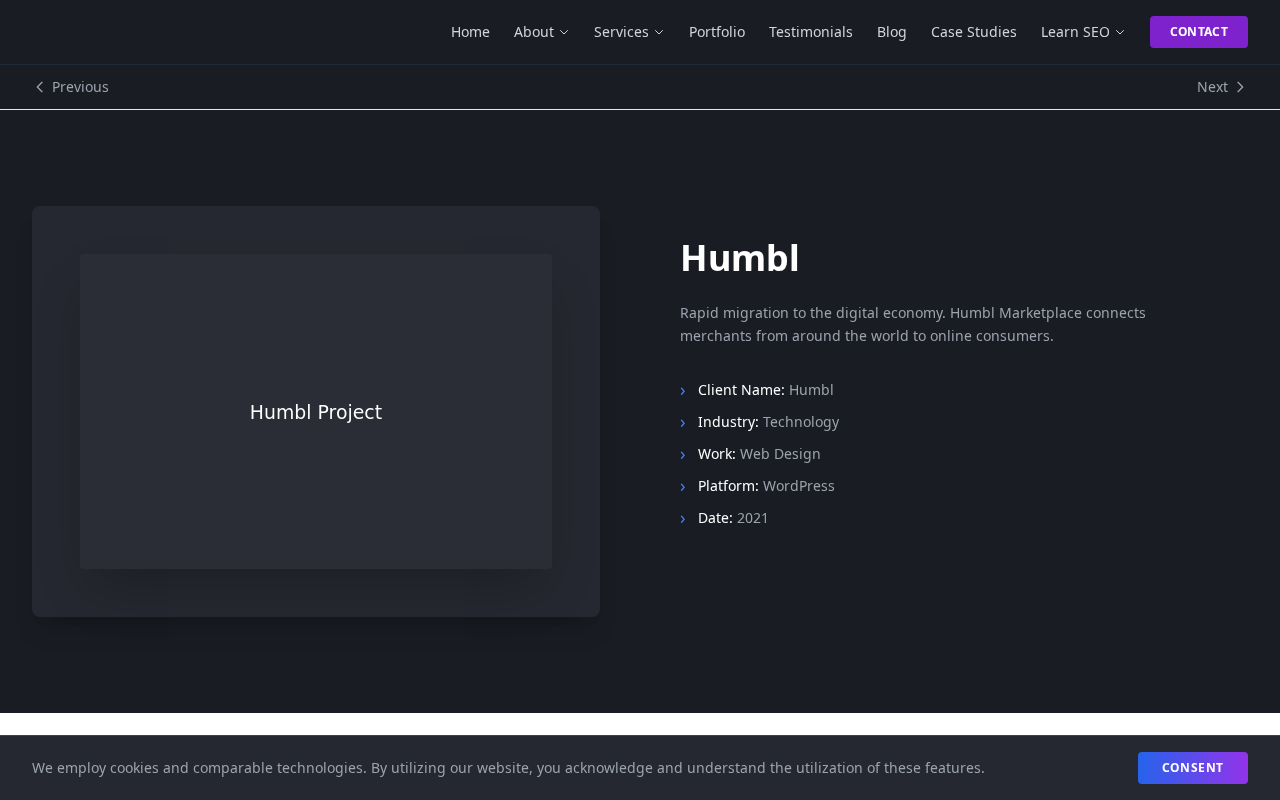 Home About Services Portfolio Testimonials Blog Case Studies Learn SEO CONTACT
Previous Next
Humbl Project
Humbl
Rapid migration to the digital economy. Humbl Marketplace connects
merchants from around the world to online consumers.
Client Name: Humbl
Industry: Technology
Work: Web Design
Platform: WordPress
Date: 2021
We employ cookies and comparable technologies. By utilizing our website, you acknowledge and understand the utilization of these features.
CONSENT